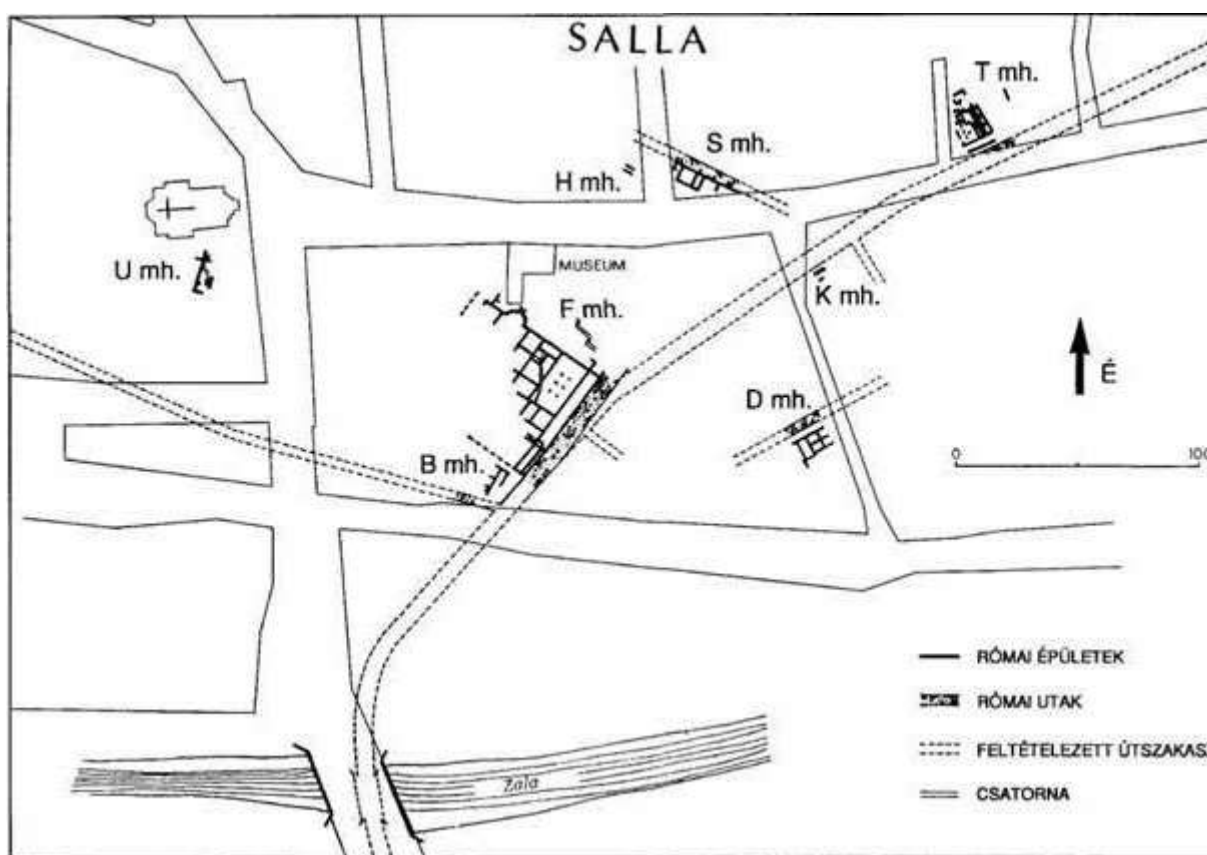 SALLA
T mh.
S mh.
H mh.
U mh.
MUSEUM
F mh.
K mh.
D mh.
B mh.
É
0 100
RÓMAI ÉPÜLETEK
RÓMAI UTAK
FELTÉTELEZETT ÚTSZAKASZ
CSATORNA
Zala